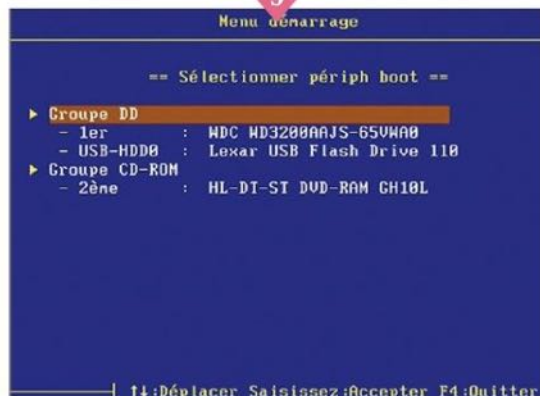 Menu démarrage
== Sélectionner périph boot ==
Groupe DD
- 1er : WDC WD3200AAJS-65VWA0
- USB-HDD0 : Lexar USB Flash Drive 110
Groupe CD-ROM
- 2ème : HL-DT-ST DVD-RAM GH10L
↑↓:Déplacer Saisissez:Accepter F4:Quitter